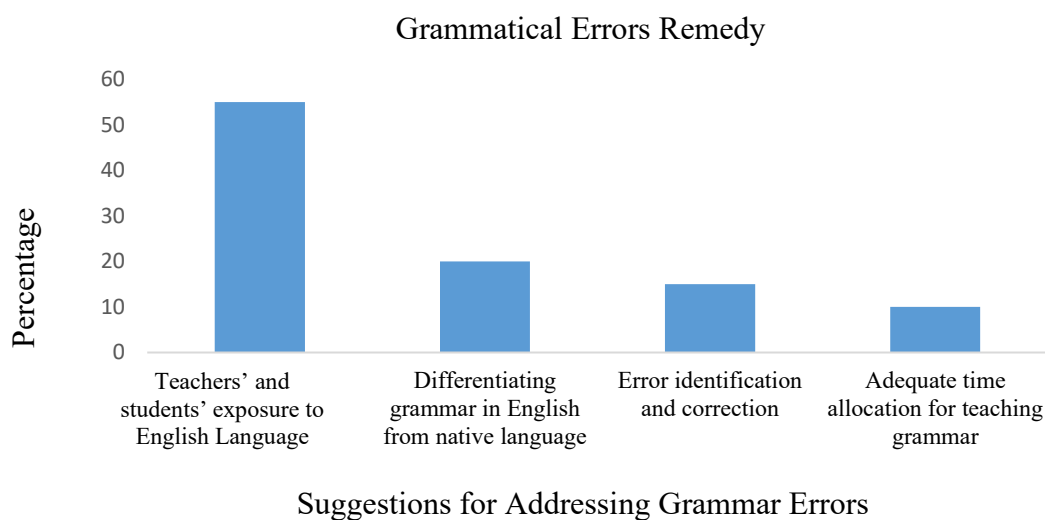 Grammatical Errors Remedy
60
50
40
30
20
10
0
Percentage
Teachers’ and
students’ exposure to
English Language
Differentiating
grammar in English
from native language
Error identification
and correction
Adequate time
allocation for teaching
grammar
Suggestions for Addressing Grammar Errors